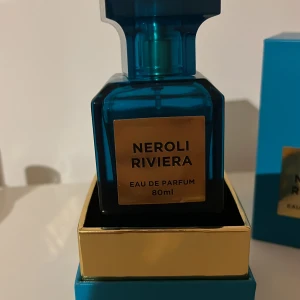 NEROLI
RIVIERA
EAU DE PARFUM
80ml